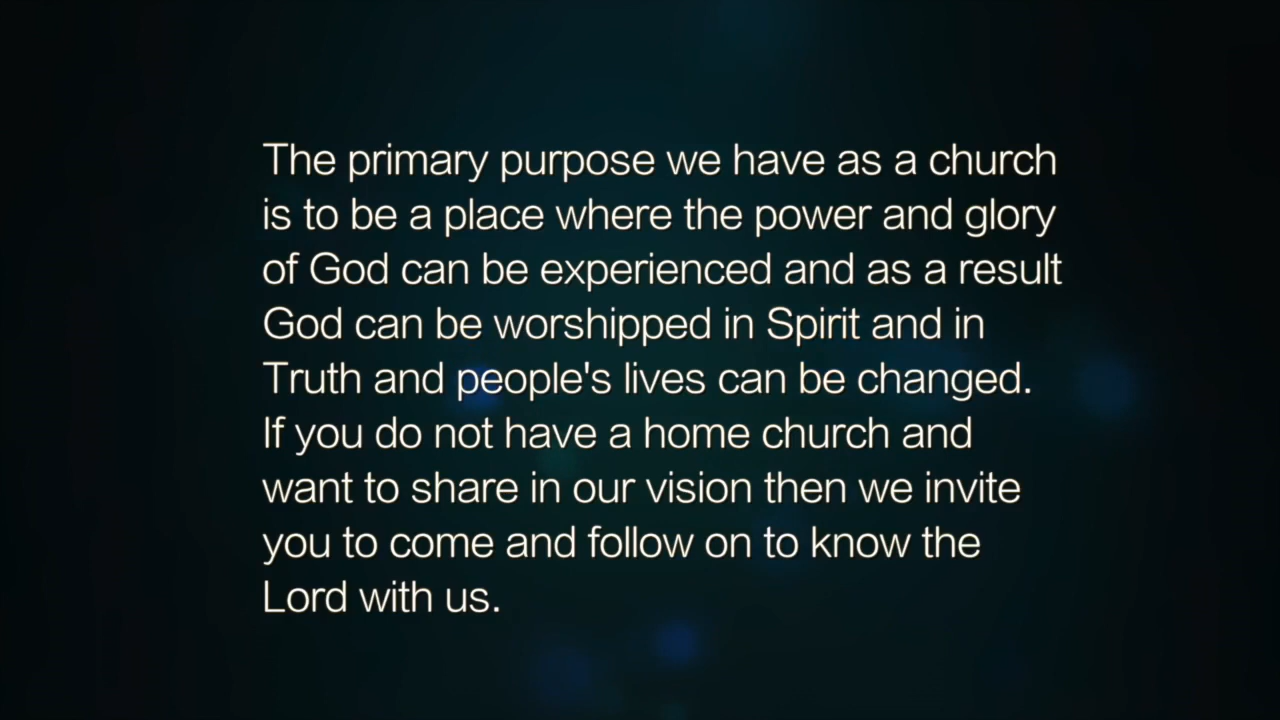 The primary purpose we have as a church
is to be a place where the power and glory
of God can be experienced and as a result
God can be worshipped in Spirit and in
Truth and people's lives can be changed.
If you do not have a home church and
want to share in our vision then we invite
you to come and follow on to know the
Lord with us.